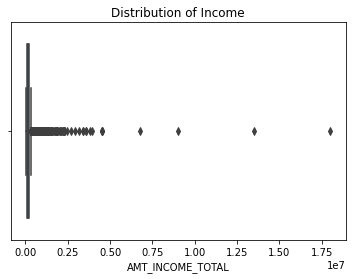 Distribution of Income
0.00 0.25 0.50 0.75 1.00 1.25 1.50 1.75
1e7
AMT_INCOME_TOTAL